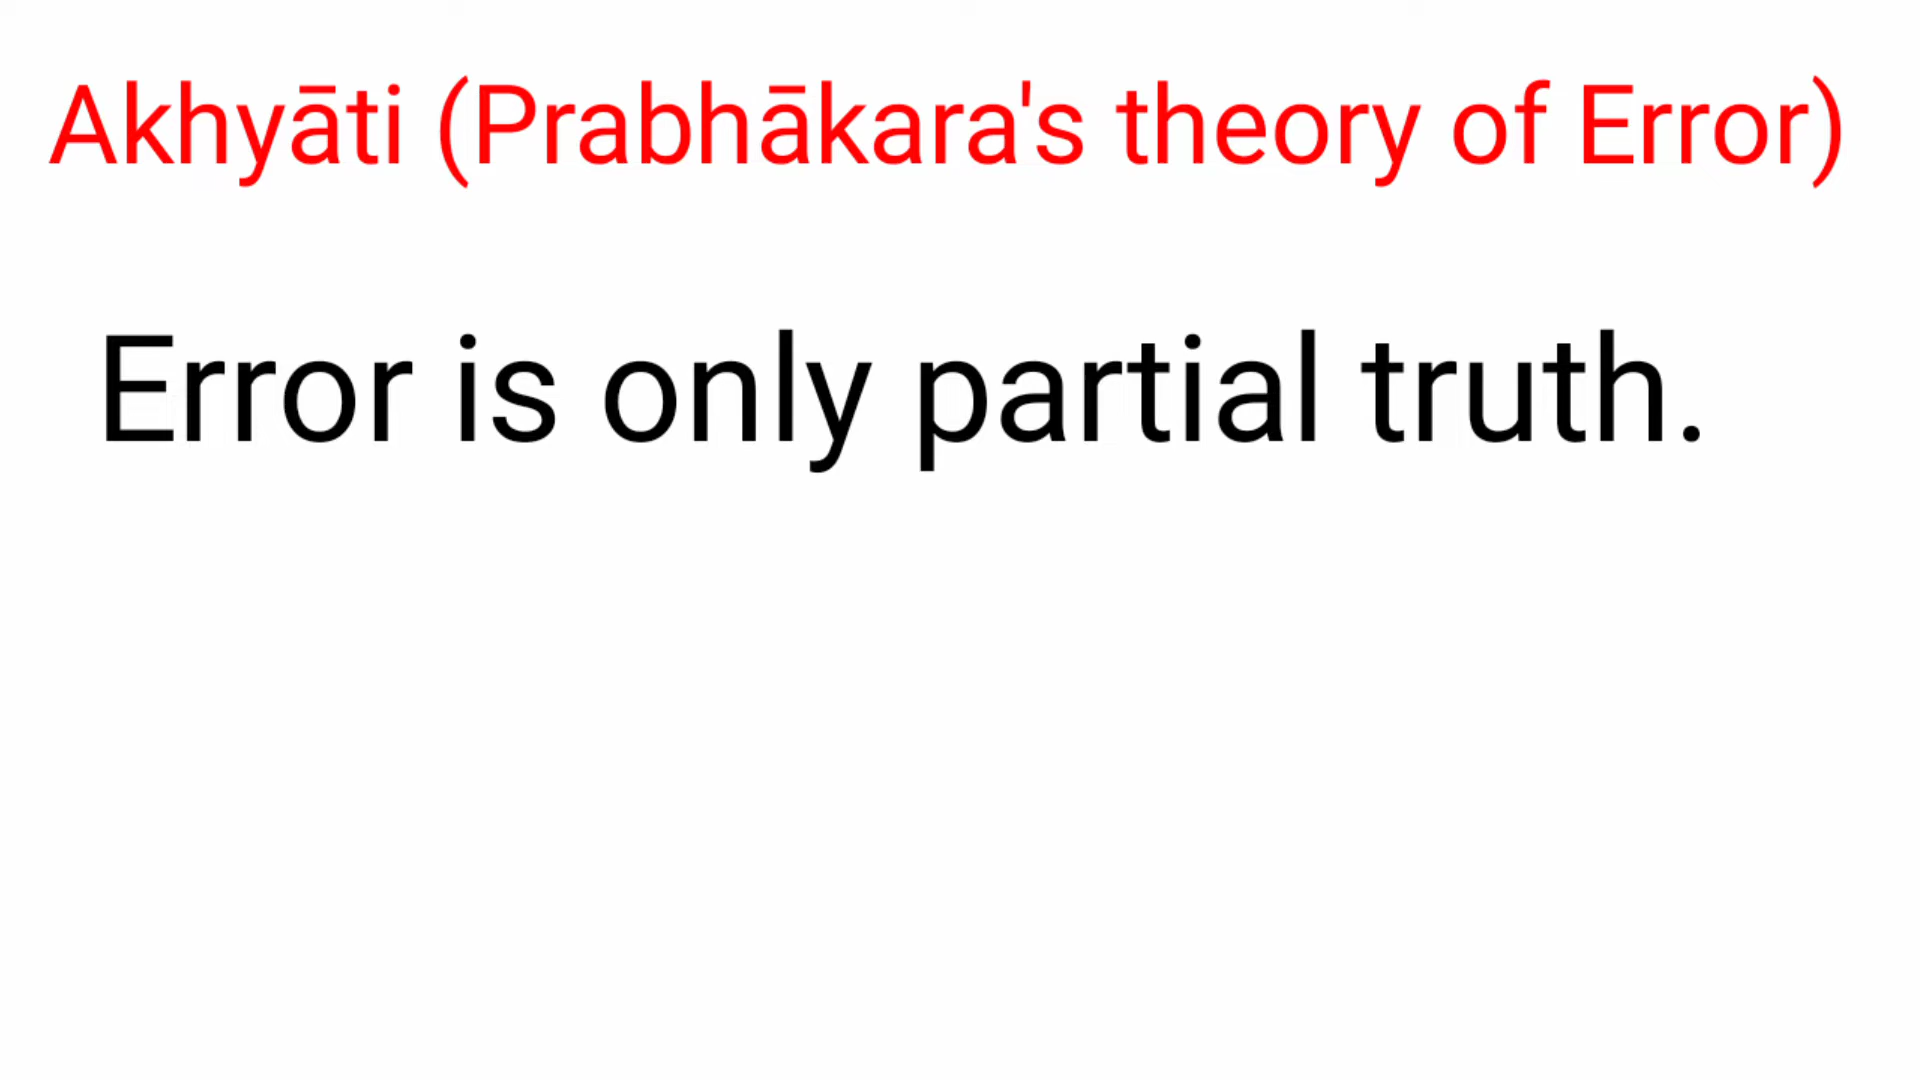 Akhyāti (Prabhākara's theory of Error)
Error is only partial truth.